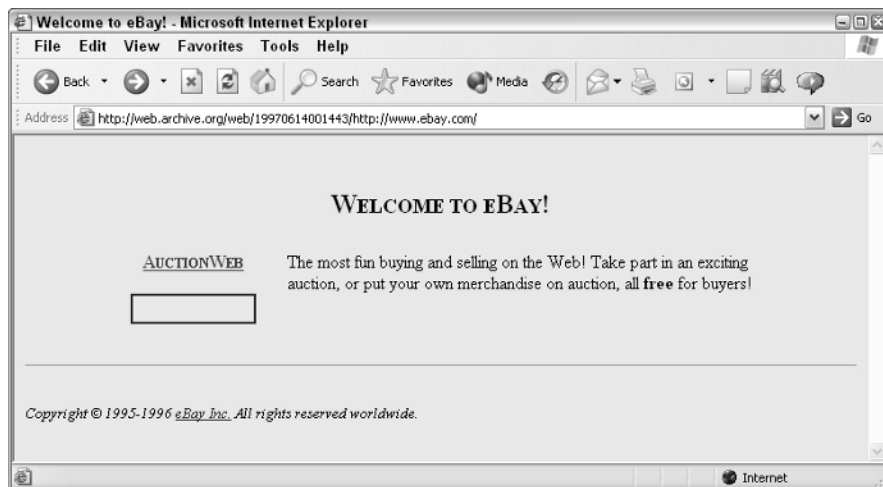 Welcome to eBay! - Microsoft Internet Explorer
File Edit View Favorites Tools Help
Back Search Favorites Media
Address http://web.archive.org/web/19970614001443/http://www.ebay.com/ Go
WELCOME TO EBAY!
AUCTIONWEB
The most fun buying and selling on the Web! Take part in an exciting
auction, or put your own merchandise on auction, all free for buyers!
Copyright © 1995-1996 eBay Inc. All rights reserved worldwide.
Internet